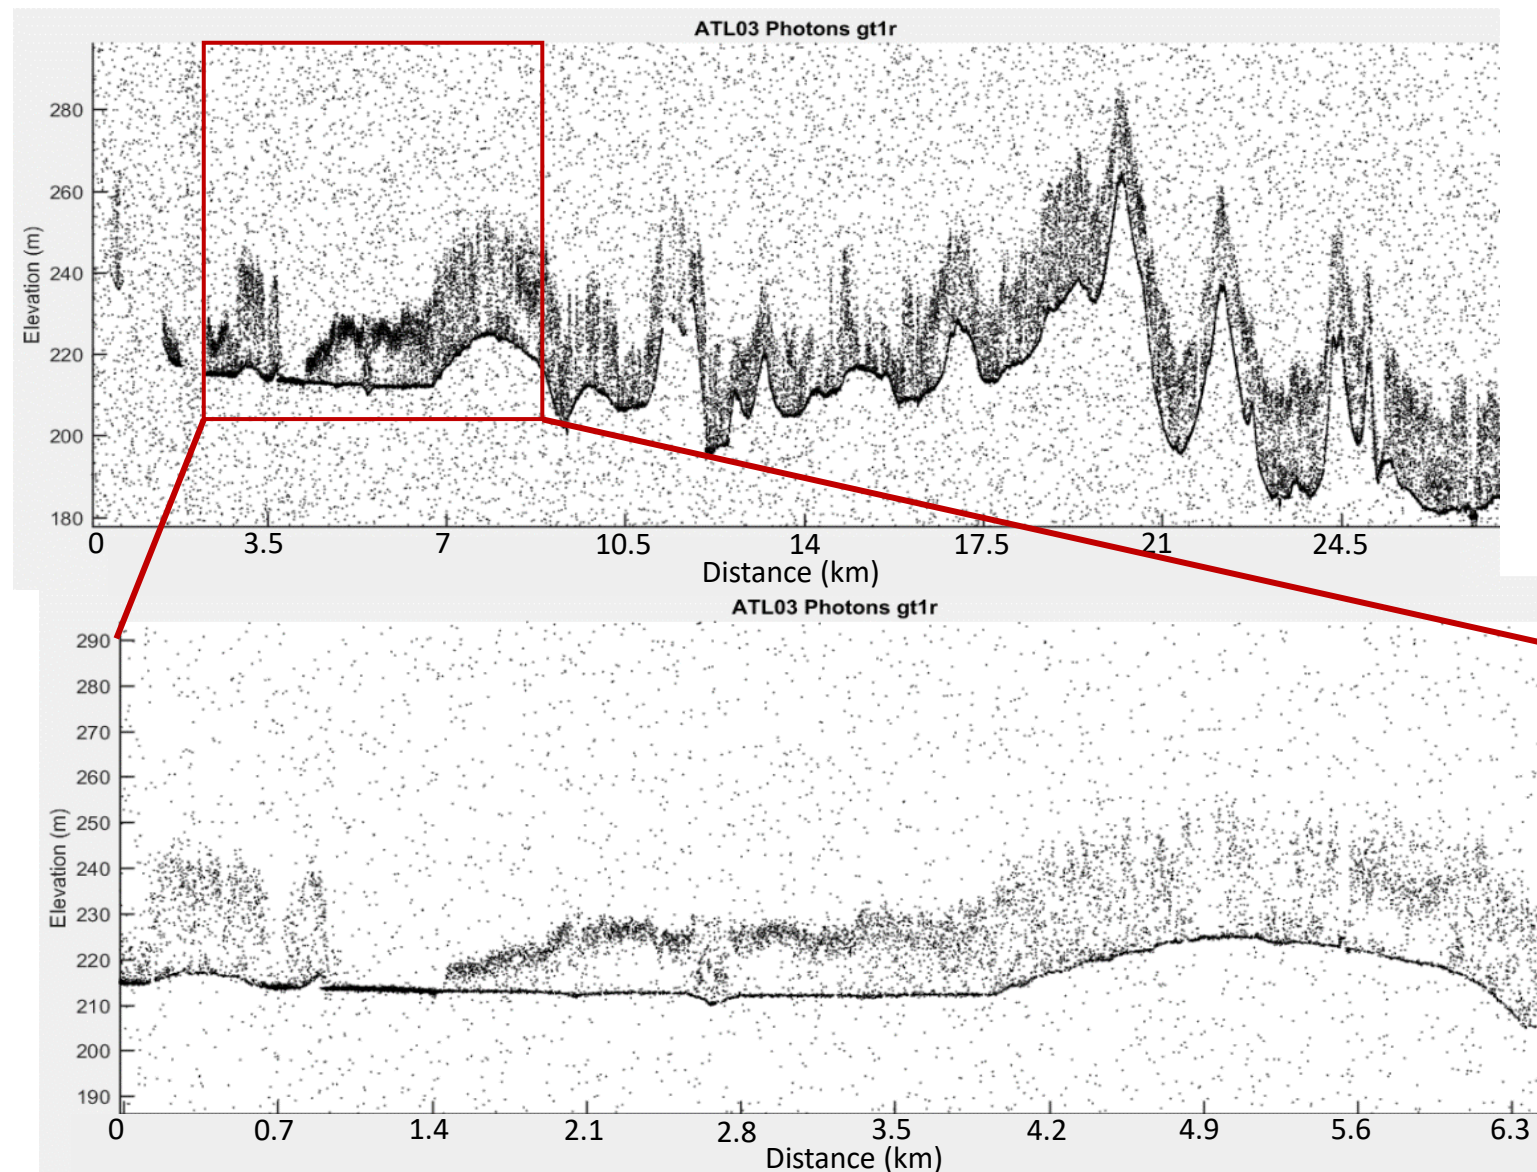 ATL03 Photons gt1r
280
260
240
220
200
180
Elevation (m)
0 3.5 7 10.5 14 17.5 21 24.5
Distance (km)
ATL03 Photons gt1r
290
280
270
260
250
240
230
220
210
200
190
Elevation (m)
0 0.7 1.4 2.1 2.8 3.5 4.2 4.9 5.6 6.3
Distance (km)